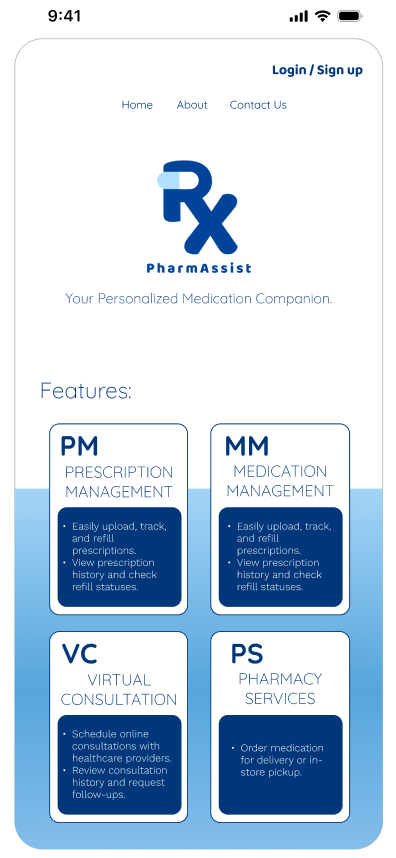 9:41
Login / Sign up
Home About Contact Us
Rx
PharmAssist
Your Personalized Medication Companion.
Features:
PM
PRESCRIPTION
MANAGEMENT
• Easily upload, track,
and refill
prescriptions.
• View prescription
history and check
refill statuses.
MM
MEDICATION
MANAGEMENT
• Easily upload, track,
and refill
prescriptions.
• View prescription
history and check
refill statuses.
VC
VIRTUAL
CONSULTATION
• Schedule online
consultations with
healthcare providers.
• Review consultation
history and request
follow-ups.
PS
PHARMACY
SERVICES
• Order medication
for delivery or in-
store pickup.